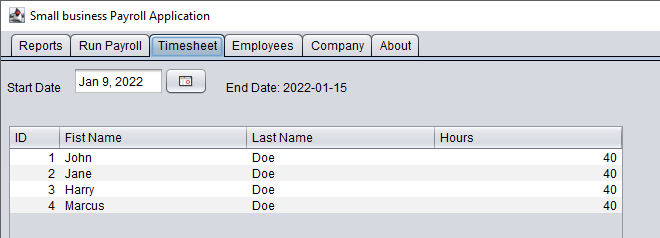 Small business Payroll Application
Reports Run Payroll Timesheet Employees Company About
Start Date Jan 9, 2022 End Date: 2022-01-15
ID Fist Name Last Name Hours
1 John Doe 40
2 Jane Doe 40
3 Harry Doe 40
4 Marcus Doe 40